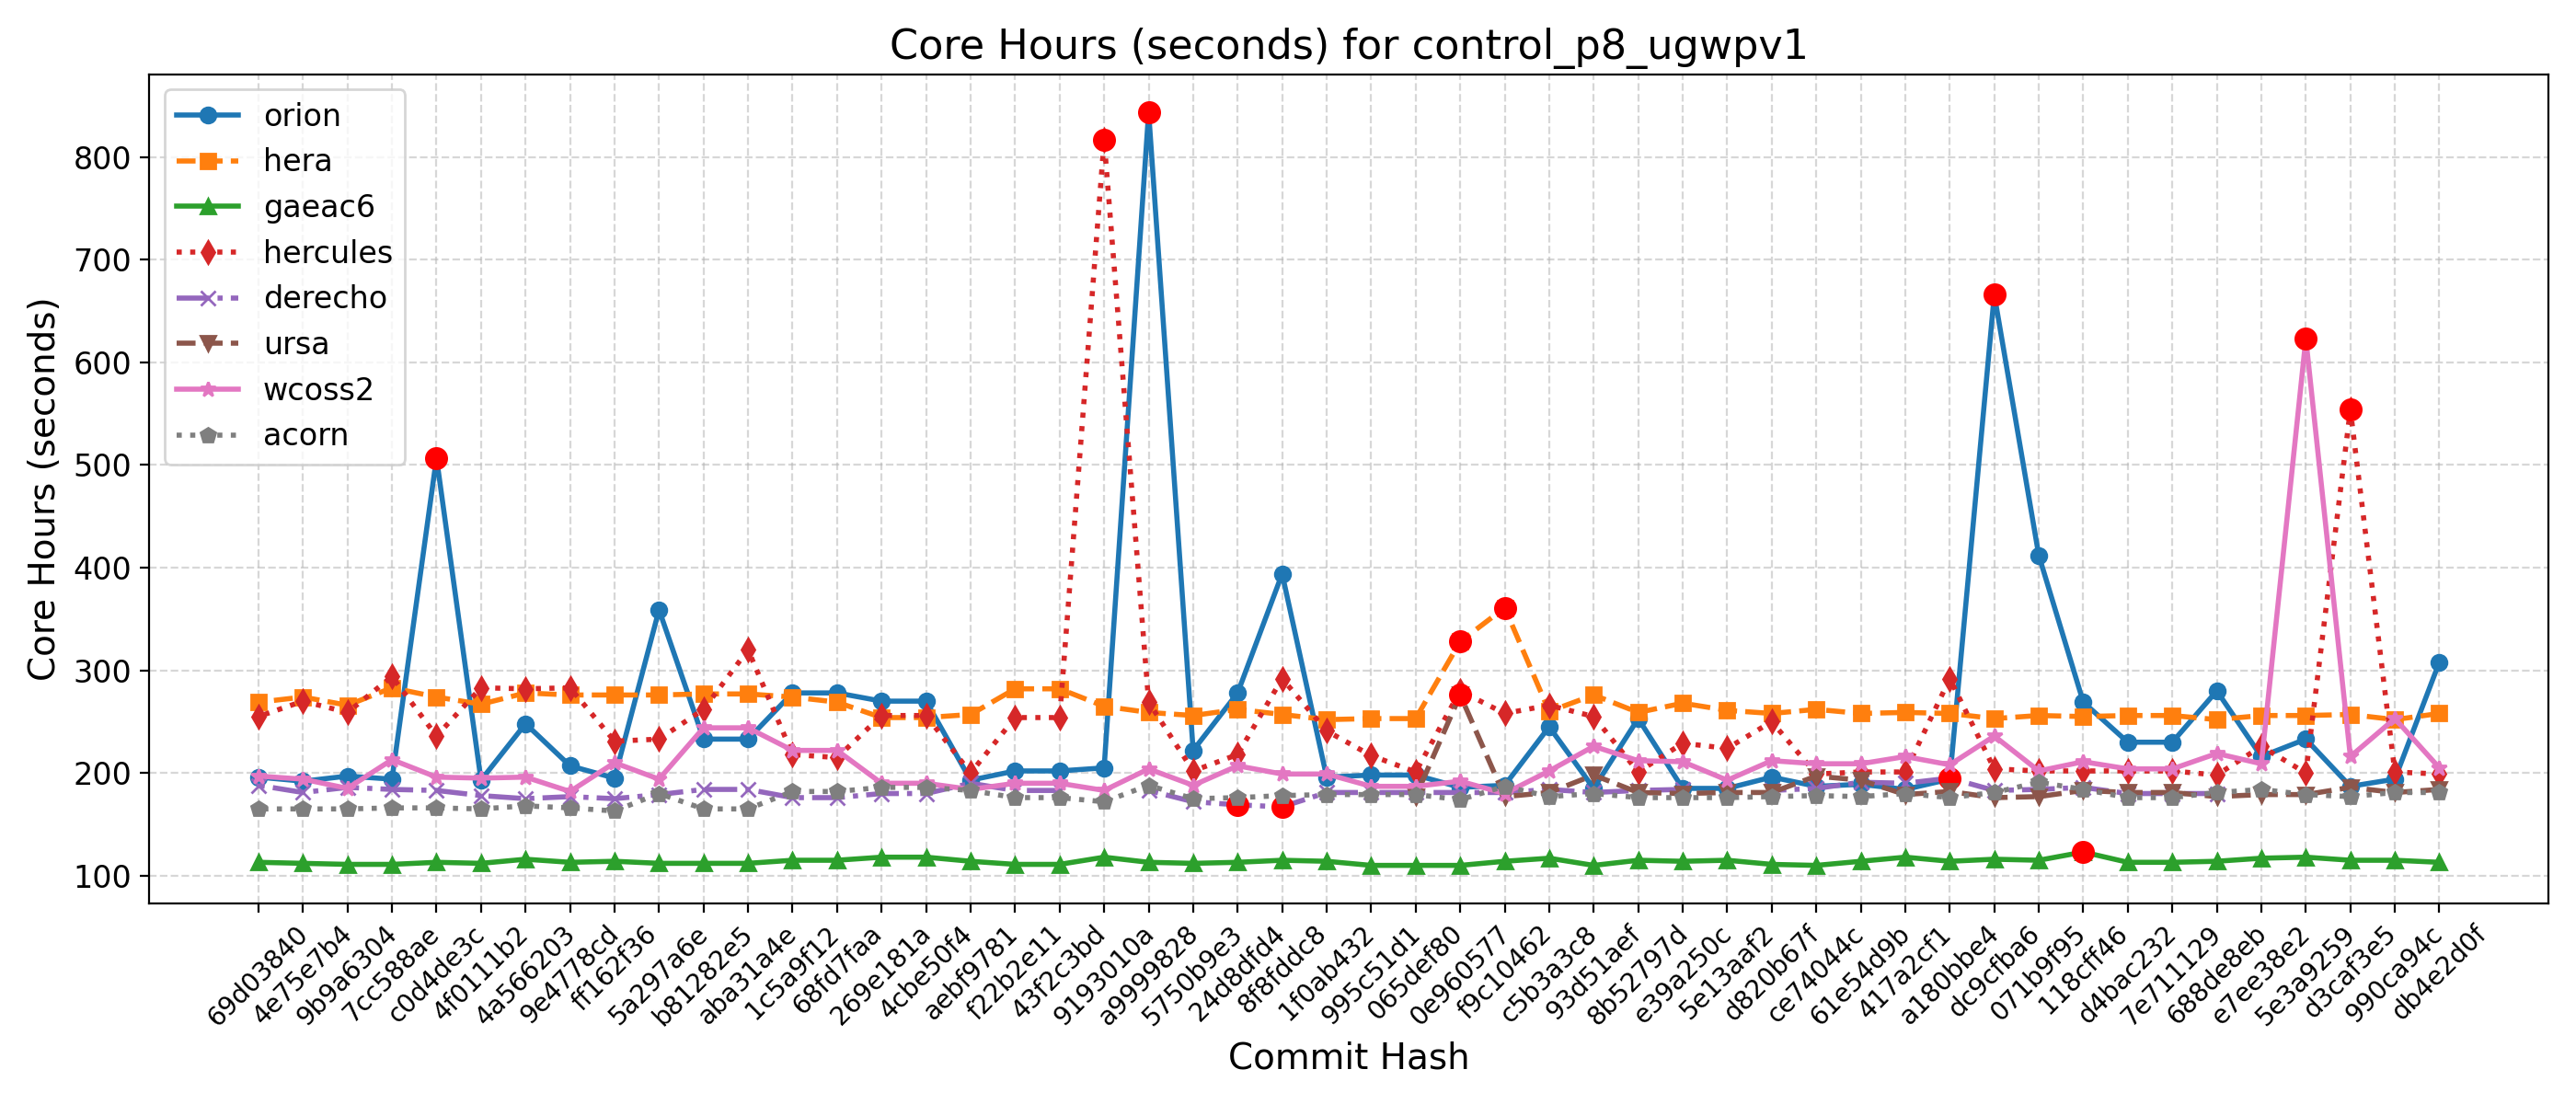 Core Hours (seconds) for control_p8_ugwpv1
orion
hera
gaeac6
hercules
derecho
ursa
wcoss2
acorn
Core Hours (seconds)
800
700
600
500
400
300
200
100
69d03840
4e75e7b4
9b9a6304
7cc588ae
c0d4de3c
4f0111b2
4a566203
9e4778cd
ff162f36
5a297a6e
b81282e5
aba31a4e
1c5a9f12
68fd7faa
269e181a
4cbe50f4
aebf9781
f22b2e11
43f2c3bd
9193010a
a9999828
5750b9e3
24d8dfd4
8f8fddc8
1f0ab432
995c51d1
065def80
0e960577
f9c10462
c5b3a3c8
93d51aef
8b52797d
e39a250c
5e13aaf2
d820b67f
ce74044c
61e54d9b
417a2cf1
a180bbe4
dc9cfba6
071b9f95
118cff46
d4bac232
7e711129
688de8eb
e7ee38e2
5e3a9259
d3caf3e5
990ca94c
db4e2d0f
Commit Hash